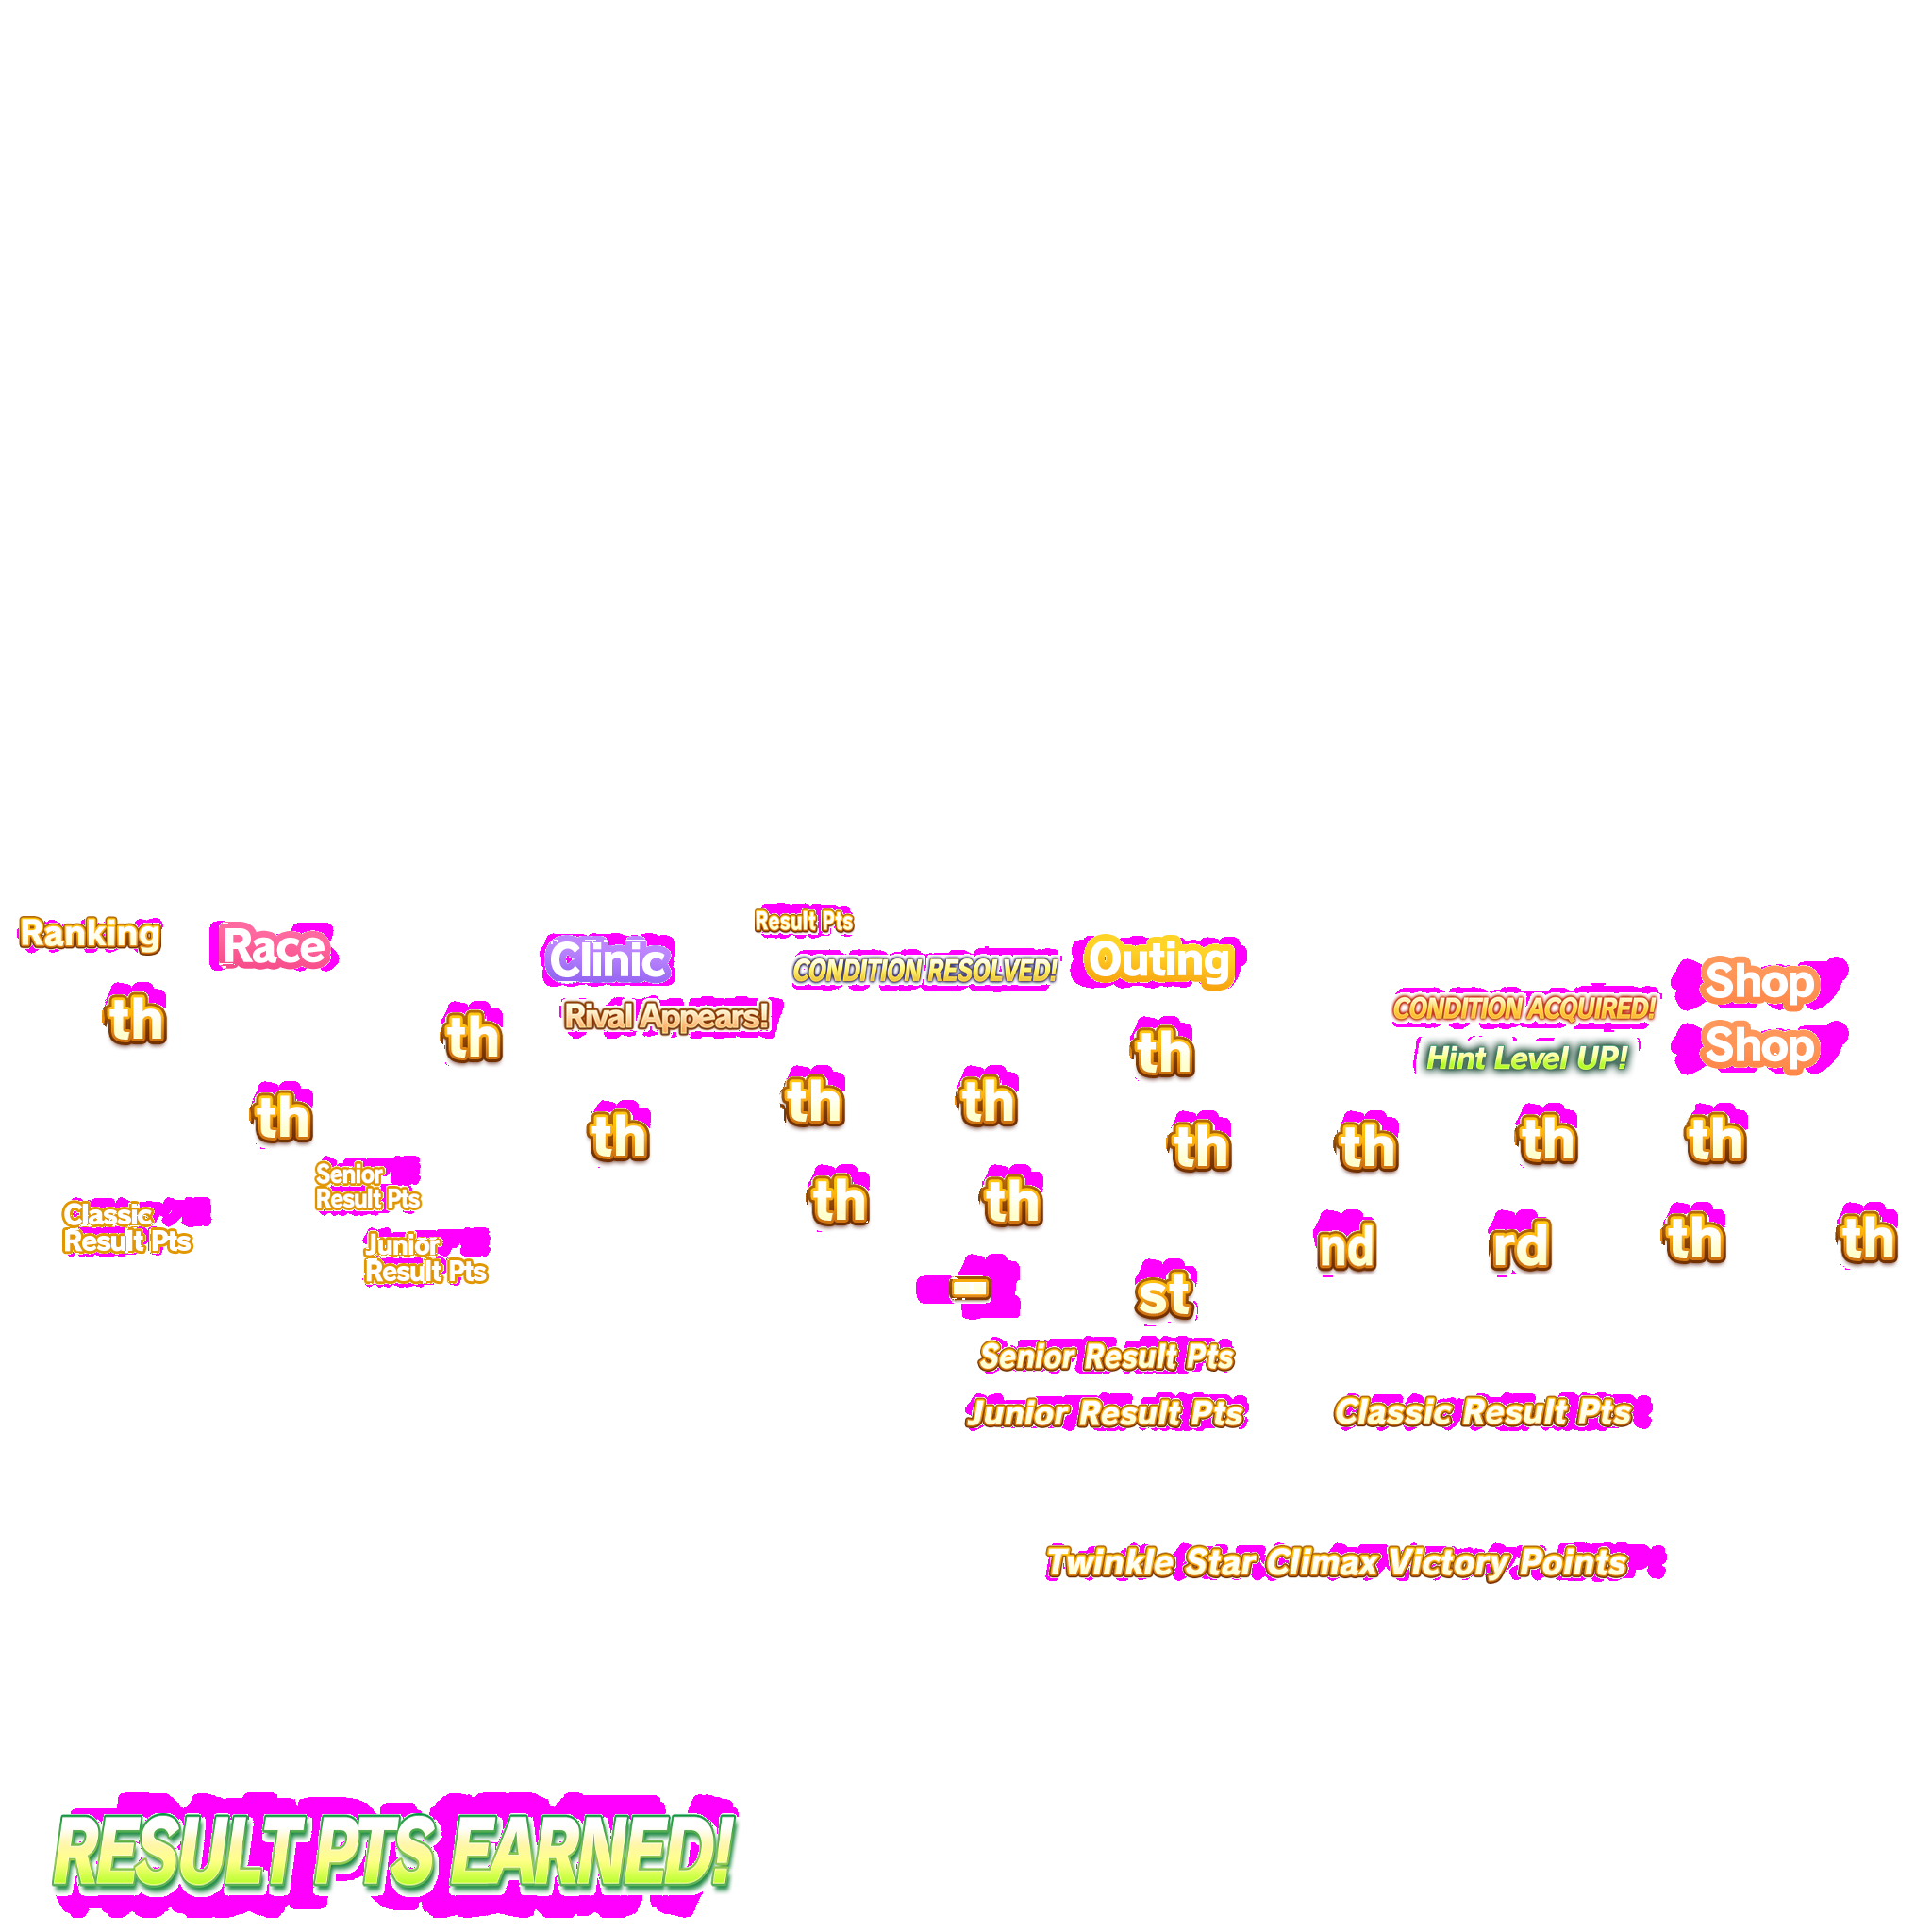 Result Pts
Ranking
Race
Clinic
CONDITION RESOLVED!
Outing
Shop
th
th
Rival Appears!
th
CONDITION ACQUIRED!
Hint Level UP!
Shop
th
th
th
th
th
th
th
th
Senior
Result Pts
th
th
Classic
Result Pts
Junior
Result Pts
nd
rd
th
th
-
st
Senior Result Pts
Junior Result Pts
Classic Result Pts
Twinkle Star Climax Victory Points
RESULT PTS EARNED!